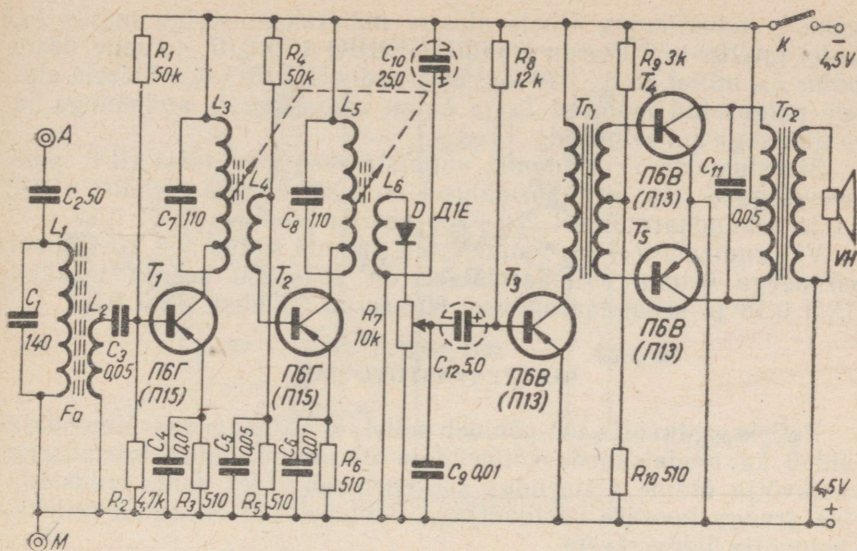 R1
50k
R4
50k
C10
25,0
+
R8
12k
R9 3k
K
−
4,5V
A
C2 50
L1
C1
140
L2
Fa
C3
0,05
L3
C7
110
L4
L5
C8
110
L6
D
Д1Е
T1
П6Г
(П15)
T2
П6Г
(П15)
R7
10k
− +
C12 5,0
T3
П6В
(П13)
Tr1
T4
П6В
(П13)
T5
П6В
(П13)
C11
0,05
Tr2
VH
R2 4,7k
C4
0,01
R3 510
C5
0,05
R5 510
C6
0,01
R6
510
C9 0,01
R10 510
4,5V
+
M